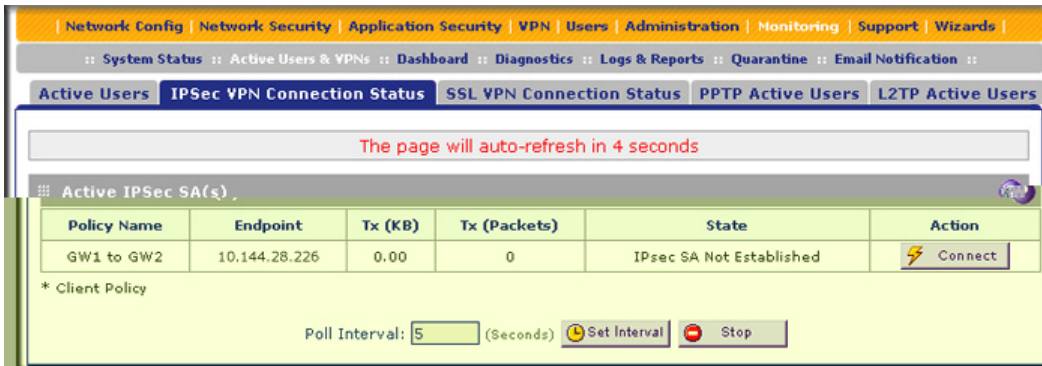 | Network Config | Network Security | Application Security | VPN | Users | Administration | Monitoring | Support | Wizards |
:: System Status :: Active Users & VPNs :: Dashboard :: Diagnostics :: Logs & Reports :: Quarantine :: Email Notification ::
Active Users IPSec VPN Connection Status SSL VPN Connection Status PPTP Active Users L2TP Active Users
The page will auto-refresh in 4 seconds
Active IPSec SA(s)
Policy Name Endpoint Tx (KB) Tx (Packets) State Action
GW1 to GW2 10.144.28.226 0.00 0 IPsec SA Not Established Connect
* Client Policy
Poll Interval: 5 (Seconds) Set Interval Stop